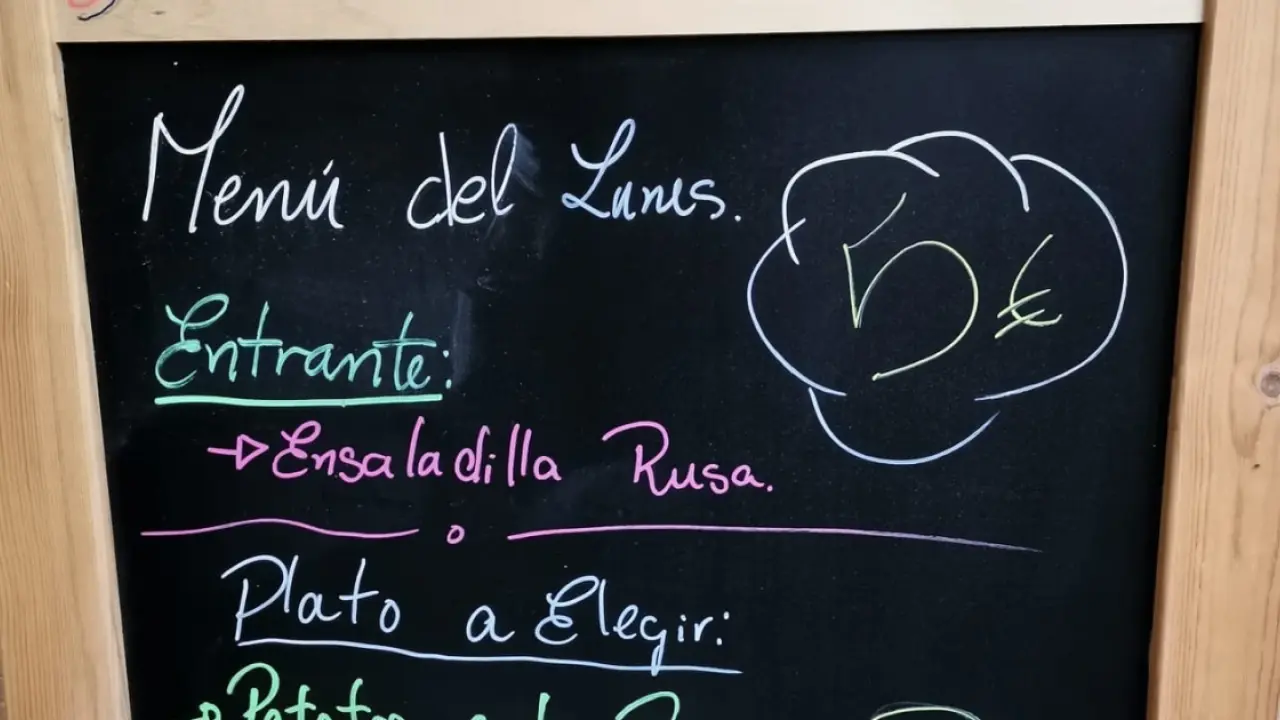 Menú del Lunes.
5 €
Entrante:
→Ensaladilla Rusa.
Plato a Elegir: